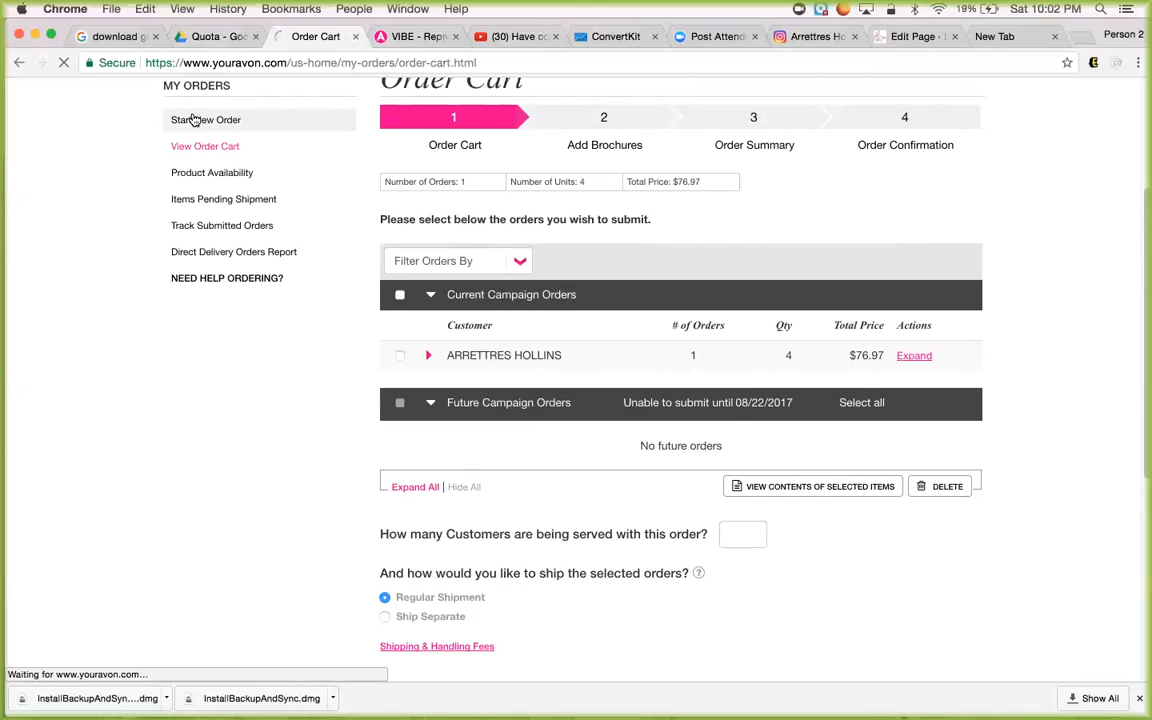 Chrome File Edit View History Bookmarks People Window Help 19% Sat 10:02 PM
download g Quota - Goo Order Cart VIBE - Repre (30) Have co ConvertKit Post Attend Instagram Arrettres Ho Edit Page ‹ New Tab Person 2
Secure https://www.youravon.com/us-home/my-orders/order-cart.html
MY ORDERS
Start New Order
View Order Cart
Product Availability
Items Pending Shipment
Track Submitted Orders
Direct Delivery Orders Report
NEED HELP ORDERING?
Order Cart
1 2 3 4
Order Cart Add Brochures Order Summary Order Confirmation
Number of Orders: 1 Number of Units: 4 Total Price: $76.97
Please select below the orders you wish to submit.
Filter Orders By
Current Campaign Orders
Customer # of Orders Qty Total Price Actions
ARRETTRES HOLLINS 1 4 $76.97 Expand
Future Campaign Orders Unable to submit until 08/22/2017 Select all
No future orders
Expand All | Hide All VIEW CONTENTS OF SELECTED ITEMS DELETE
How many Customers are being served with this order?
And how would you like to ship the selected orders? ?
Regular Shipment
Ship Separate
Shipping & Handling Fees
Waiting for www.youravon.com...
InstallBackupAndSyn....dmg InstallBackupAndSync.dmg Show All